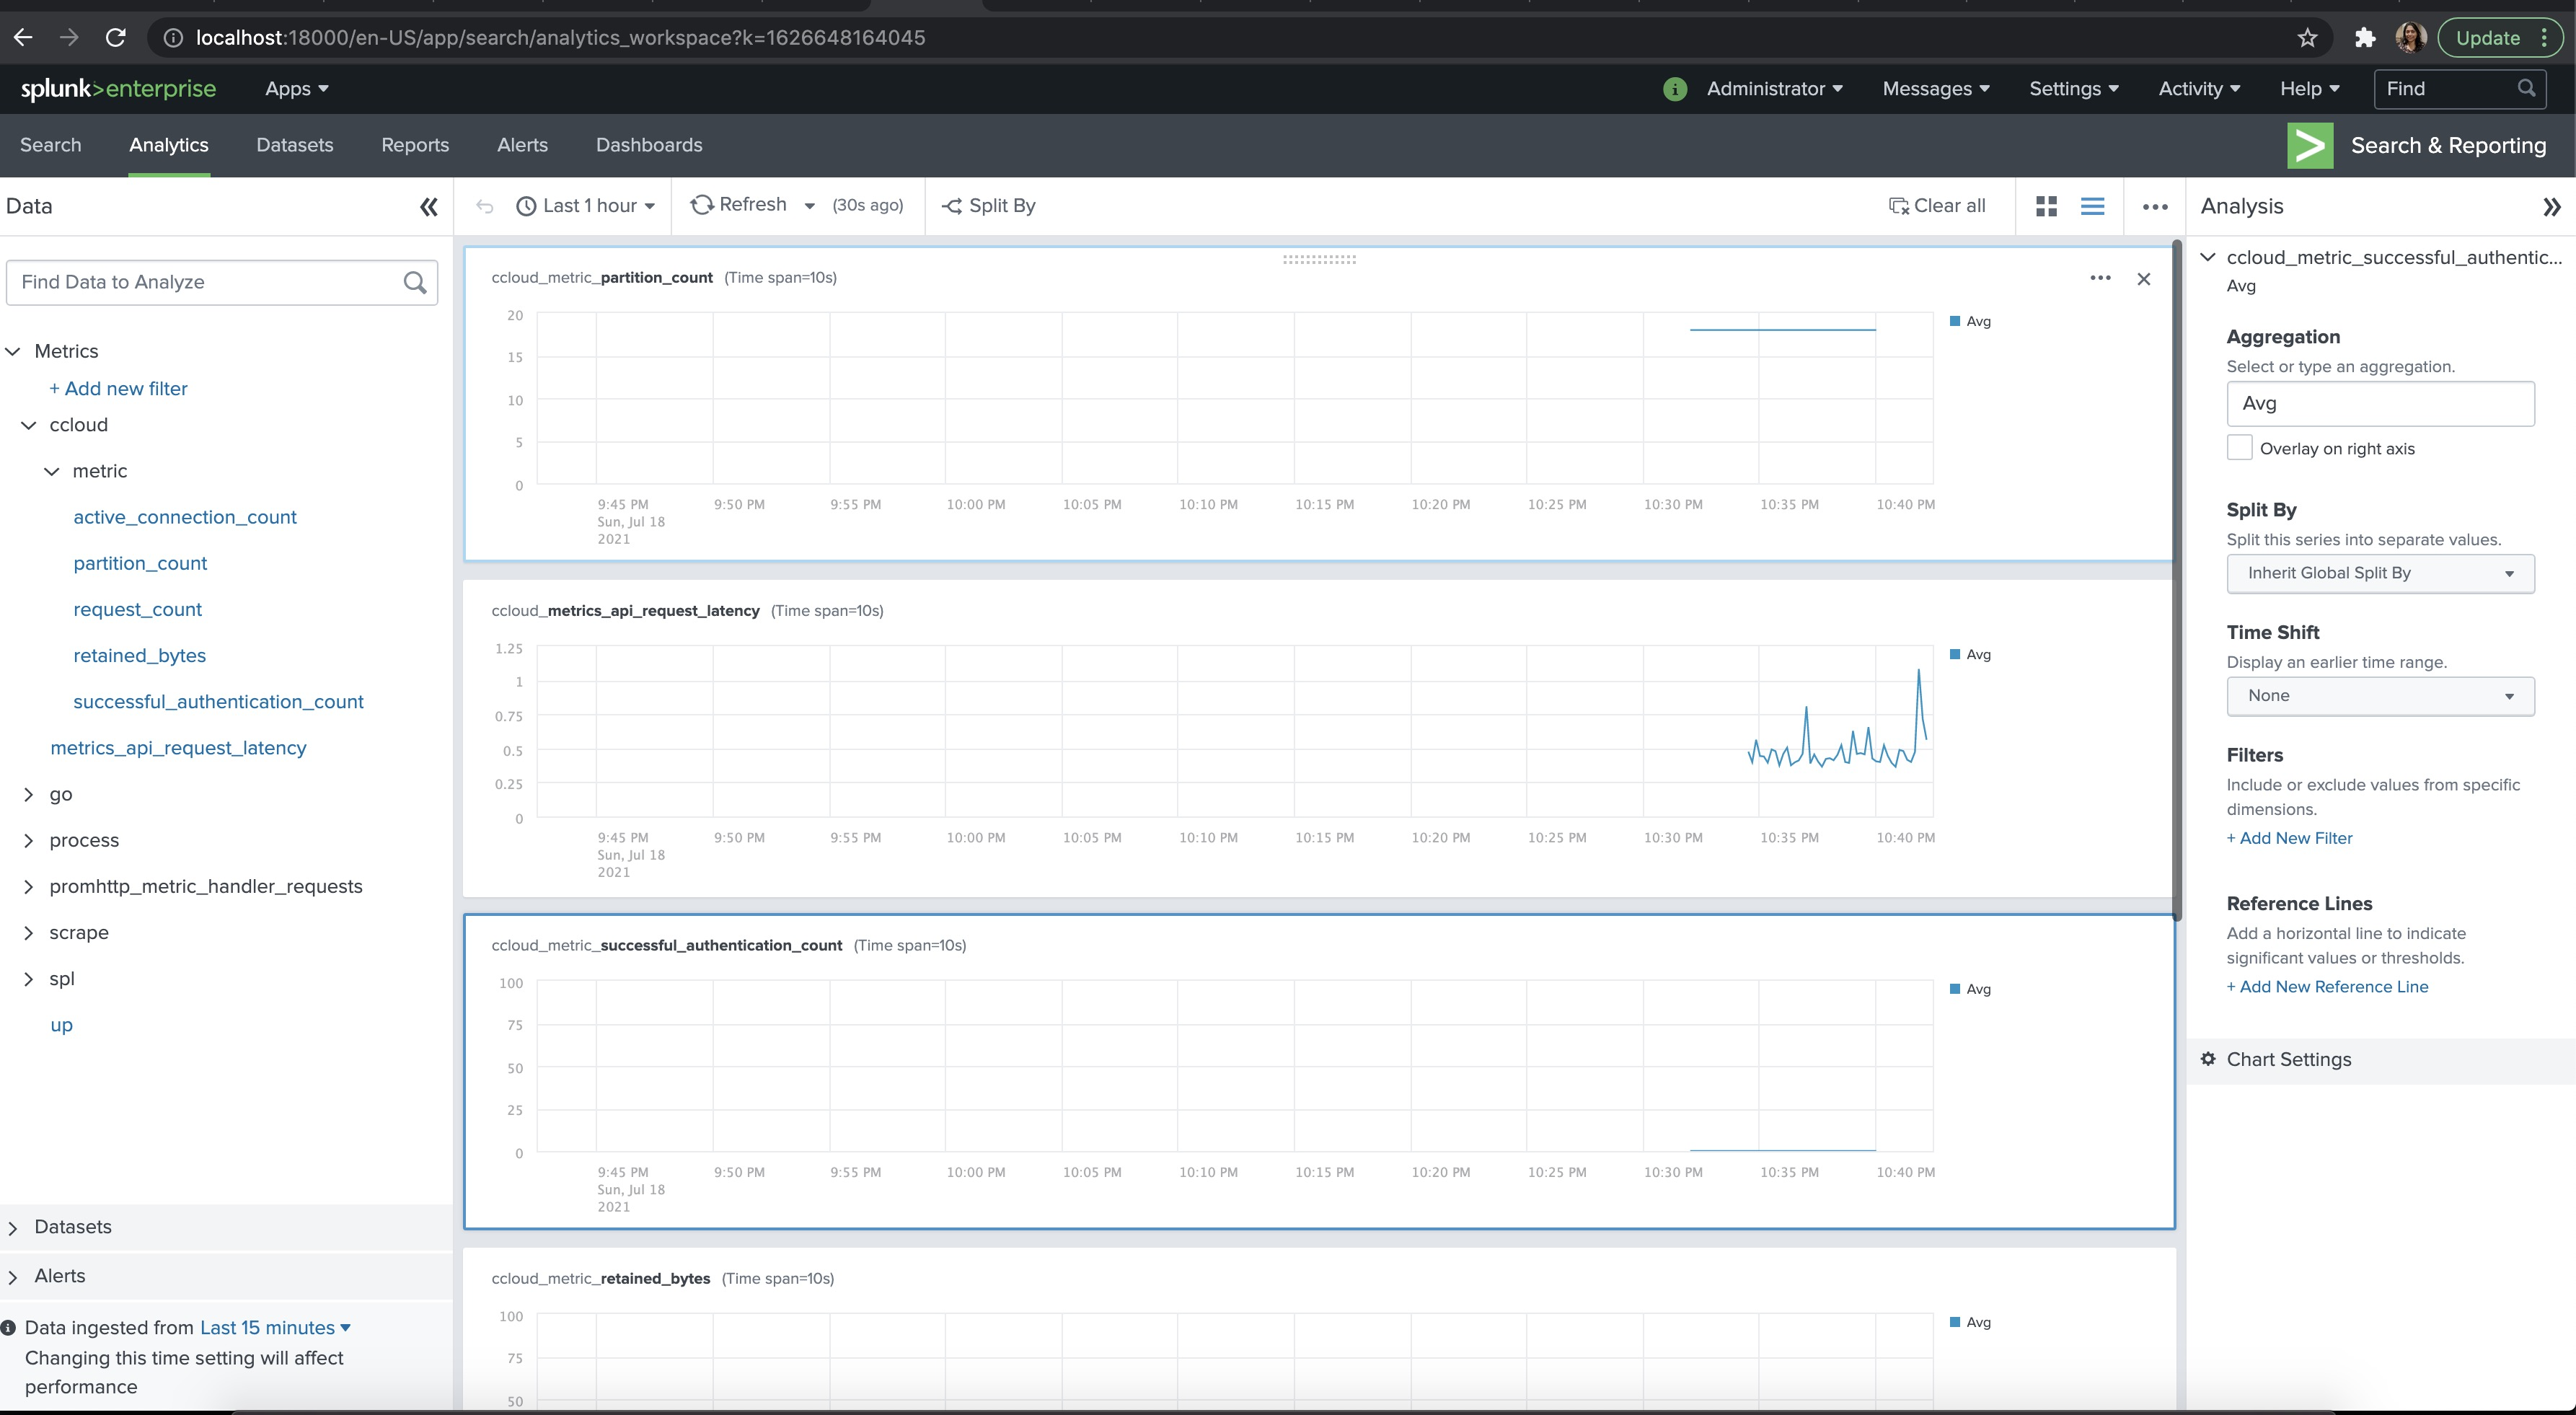 localhost:18000/en-US/app/search/analytics_workspace?k=1626648164045
Update
splunk>enterprise
Apps
i
Administrator
Messages
Settings
Activity
Help
Find
Search
Analytics
Datasets
Reports
Alerts
Dashboards
Search & Reporting
Data
Last 1 hour
Refresh
(30s ago)
Split By
Clear all
Analysis
Find Data to Analyze
Metrics
+ Add new filter
ccloud
metric
active_connection_count
partition_count
request_count
retained_bytes
successful_authentication_count
metrics_api_request_latency
go
process
promhttp_metric_handler_requests
scrape
spl
up
Datasets
Alerts
Data ingested from Last 15 minutes
Changing this time setting will affect
performance
ccloud_metric_partition_count (Time span=10s)
20
15
10
5
0
9:45 PM 9:50 PM 9:55 PM 10:00 PM 10:05 PM 10:10 PM 10:15 PM 10:20 PM 10:25 PM 10:30 PM 10:35 PM 10:40 PM
Sun, Jul 18
2021
Avg
ccloud_metrics_api_request_latency (Time span=10s)
1.25
1
0.75
0.5
0.25
0
9:45 PM 9:50 PM 9:55 PM 10:00 PM 10:05 PM 10:10 PM 10:15 PM 10:20 PM 10:25 PM 10:30 PM 10:35 PM 10:40 PM
Sun, Jul 18
2021
Avg
ccloud_metric_successful_authentication_count (Time span=10s)
100
75
50
25
0
9:45 PM 9:50 PM 9:55 PM 10:00 PM 10:05 PM 10:10 PM 10:15 PM 10:20 PM 10:25 PM 10:30 PM 10:35 PM 10:40 PM
Sun, Jul 18
2021
Avg
ccloud_metric_retained_bytes (Time span=10s)
100
75
50
Avg
ccloud_metric_successful_authentic...
Avg
Aggregation
Select or type an aggregation.
Avg
Overlay on right axis
Split By
Split this series into separate values.
Inherit Global Split By
Time Shift
Display an earlier time range.
None
Filters
Include or exclude values from specific
dimensions.
+ Add New Filter
Reference Lines
Add a horizontal line to indicate
significant values or thresholds.
+ Add New Reference Line
Chart Settings